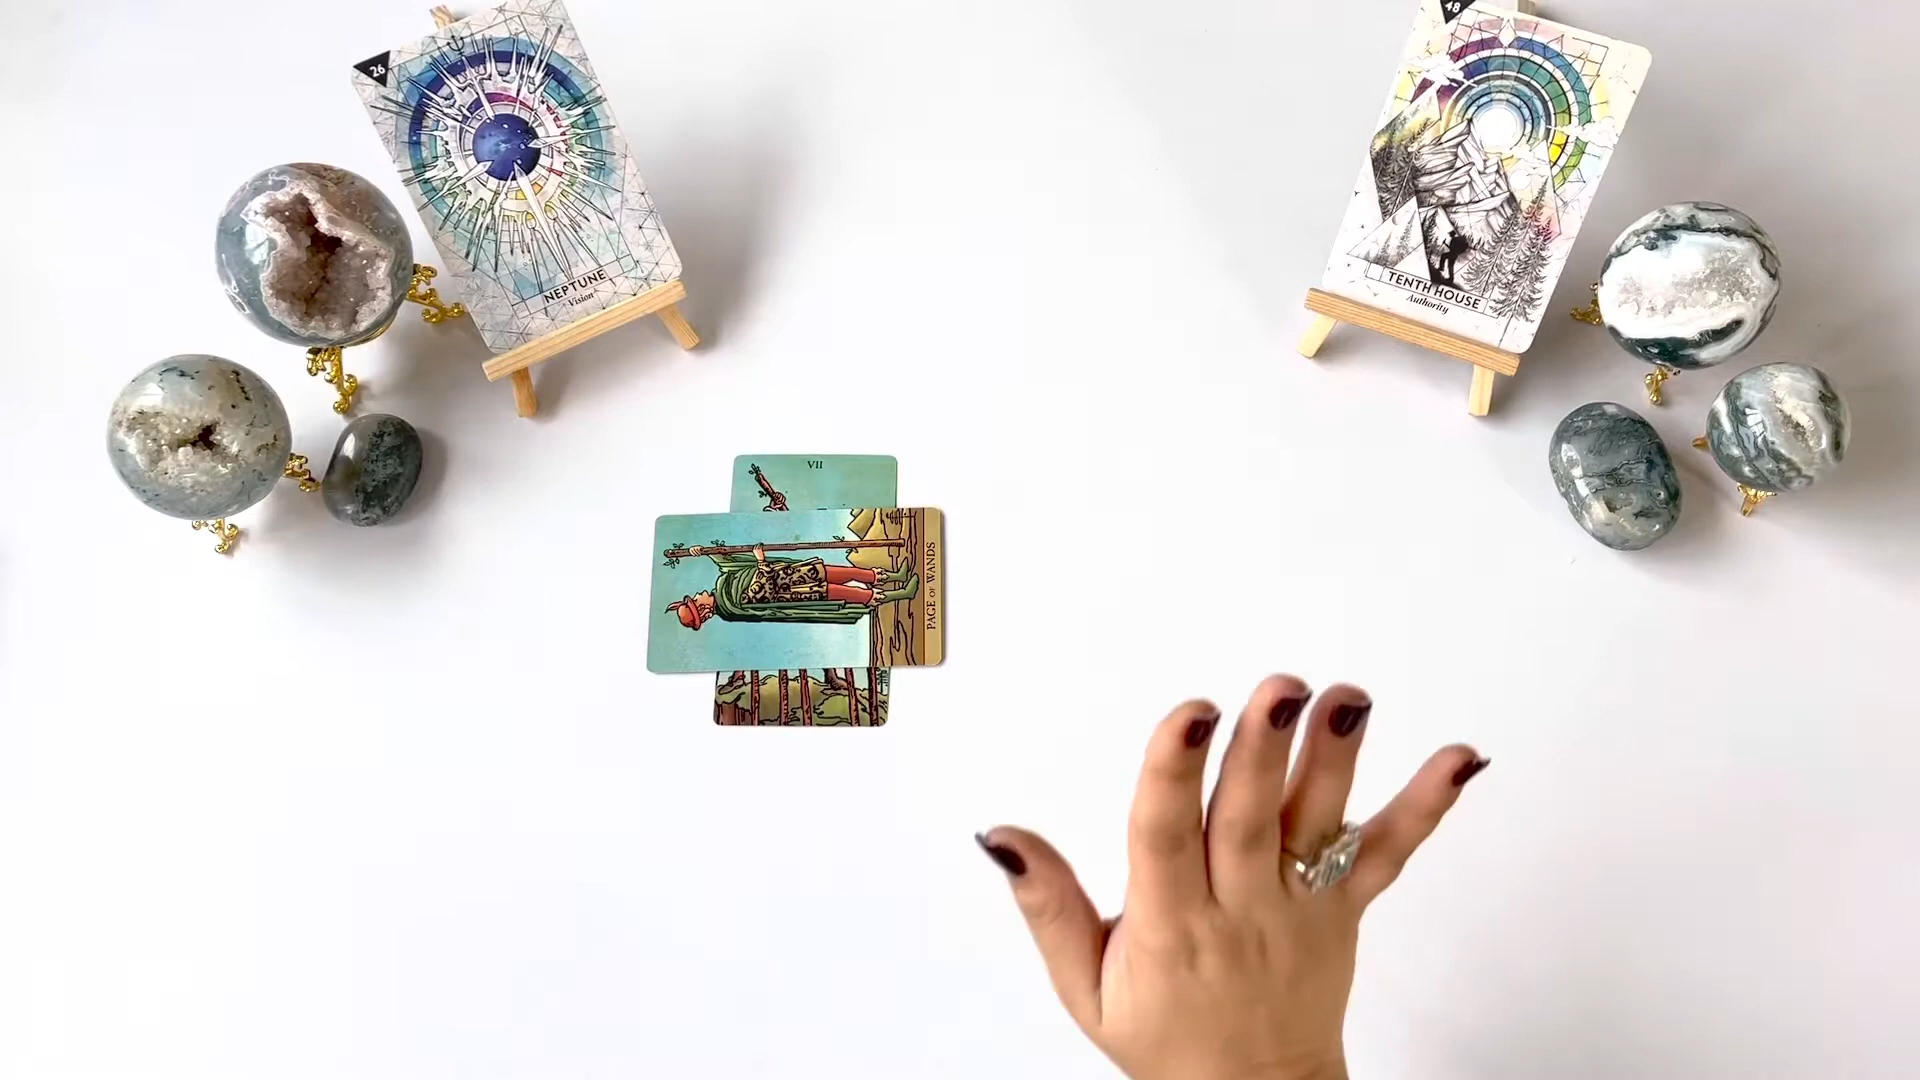 26
NEPTUNE
Vision
48
TENTH HOUSE
Authority
VII
PAGE OF WANDS